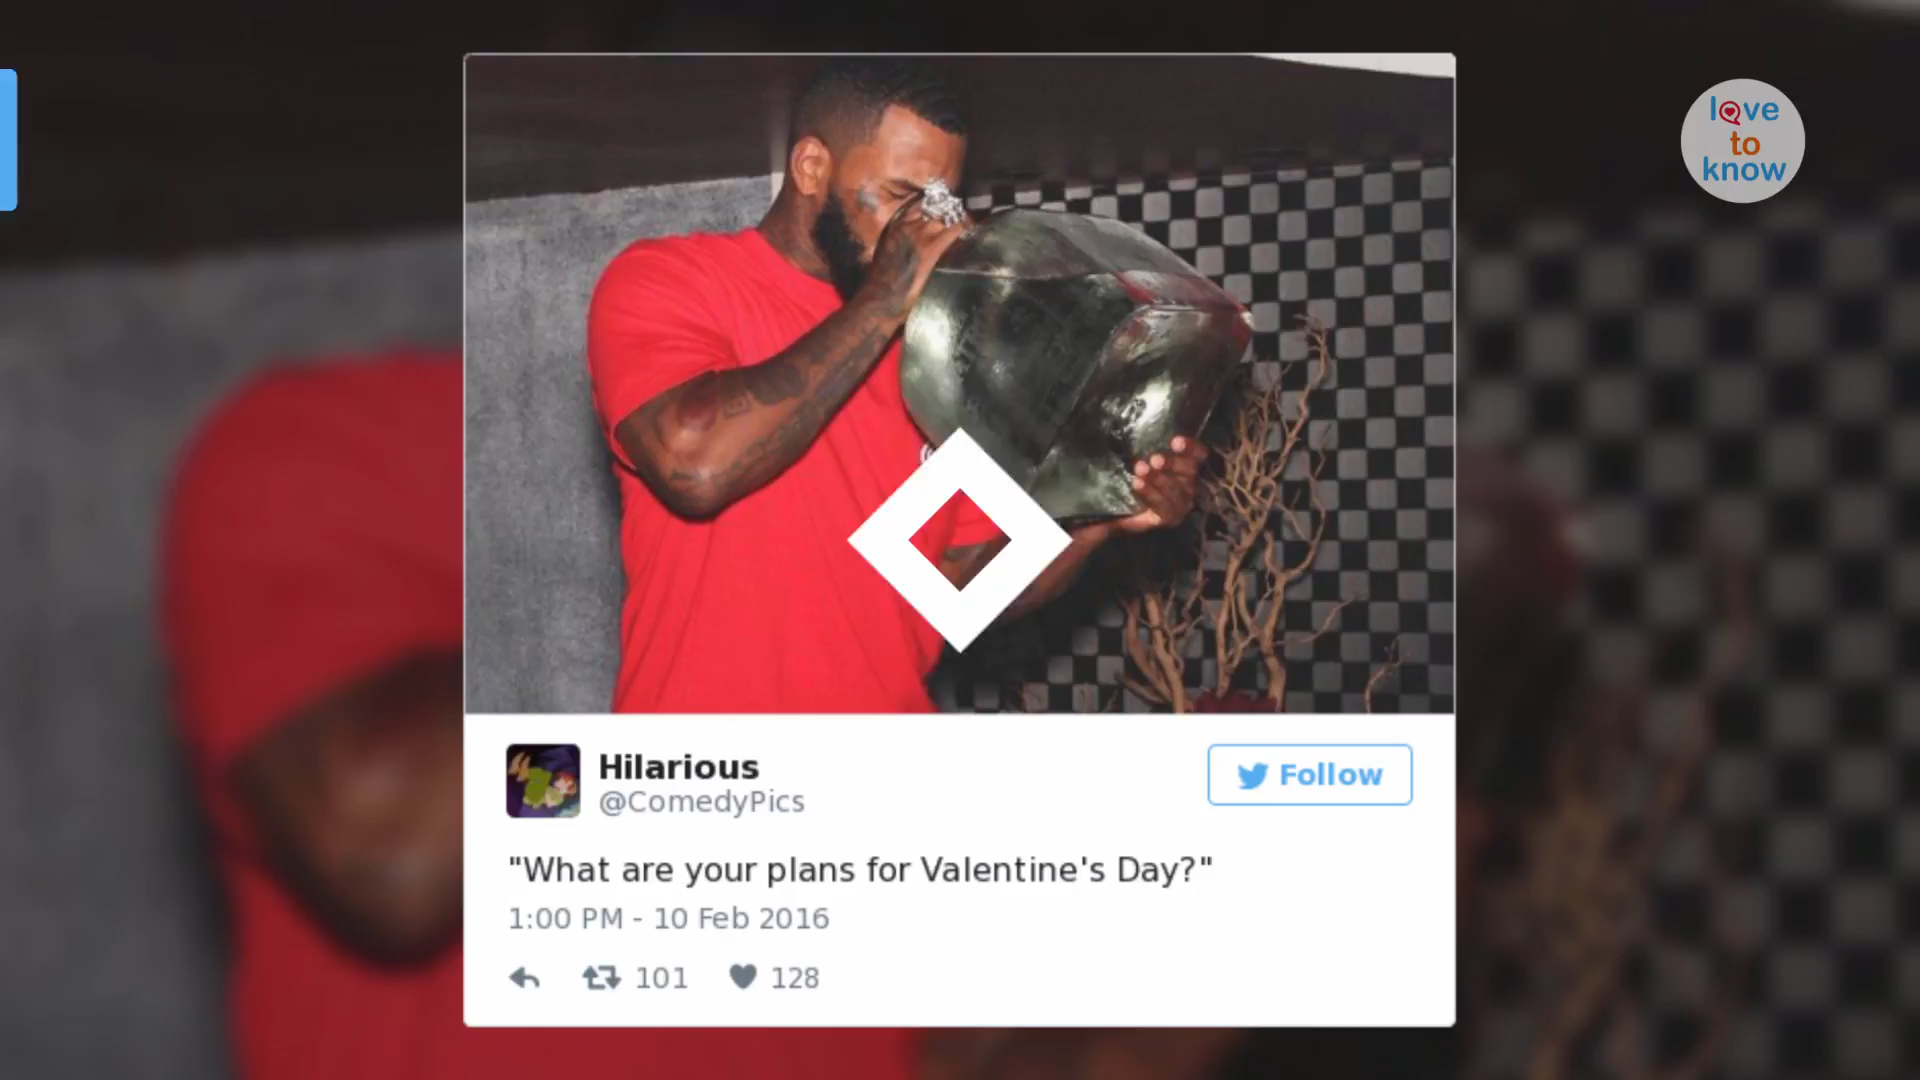 love
to
know
Hilarious
@ComedyPics
Follow
"What are your plans for Valentine's Day?"
1:00 PM - 10 Feb 2016
101 128